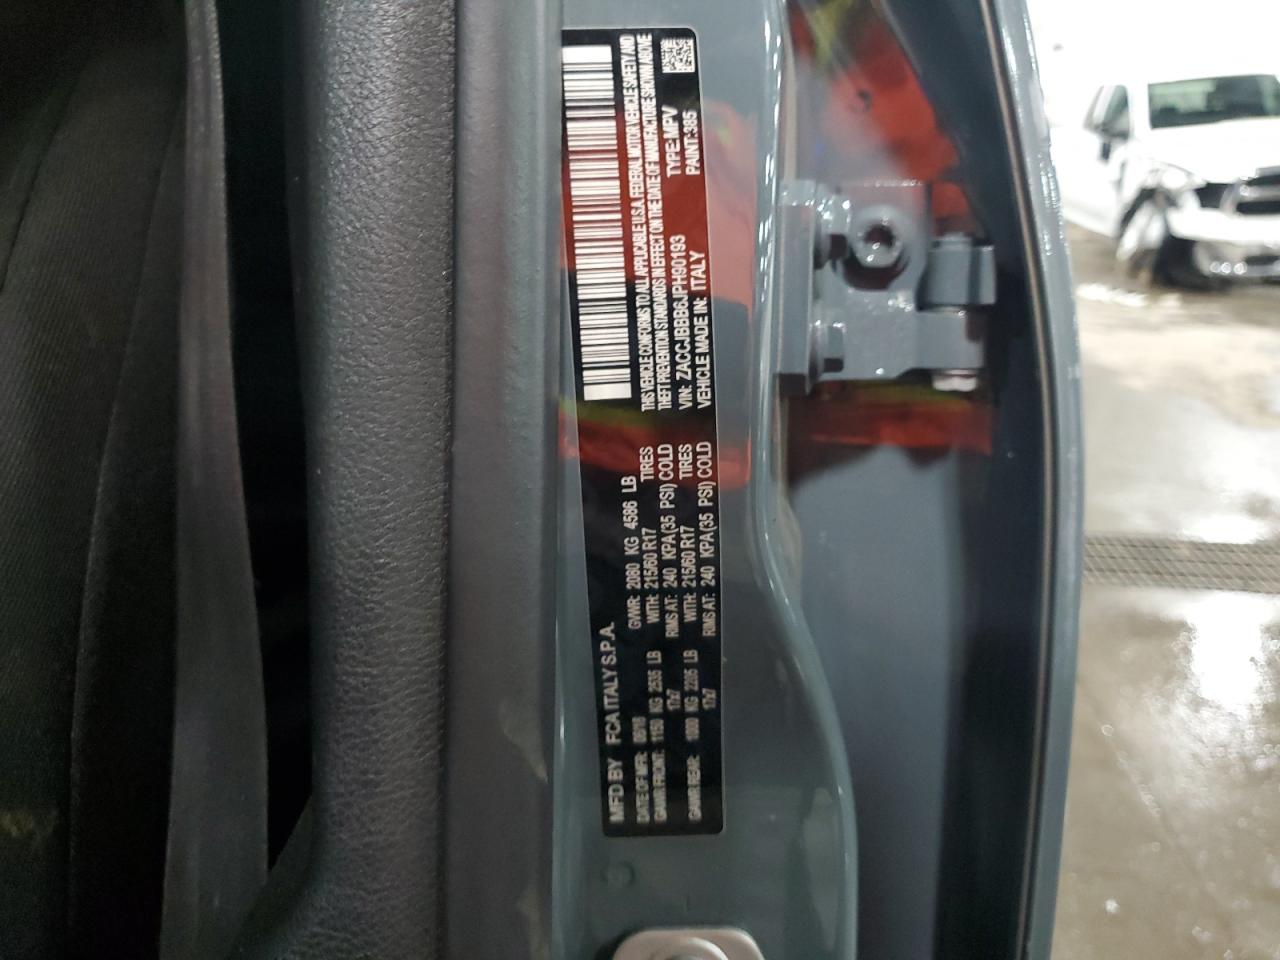 MFD BY FCA ITALY S.P.A.
DATE OF MFR: 06/18 GVWR: 2080 KG 4586 LB
GAWR FRONT: 1150 KG 2535 LB WITH: 215/60 R17 TIRES
17x7 RIMS AT: 240 KPA(35 PSI) COLD
GAWR REAR: 1000 KG 2205 LB WITH: 215/60 R17 TIRES
17x7 RIMS AT: 240 KPA(35 PSI) COLD
THIS VEHICLE CONFORMS TO ALL APPLICABLE U.S.A. FEDERAL MOTOR VEHICLE SAFETY AND
THEFT PREVENTION STANDARDS IN EFFECT ON THE DATE OF MANUFACTURE SHOWN ABOVE
VIN: ZACCJBBB6JPH90193 TYPE: MPV
VEHICLE MADE IN: ITALY PAINT: 385